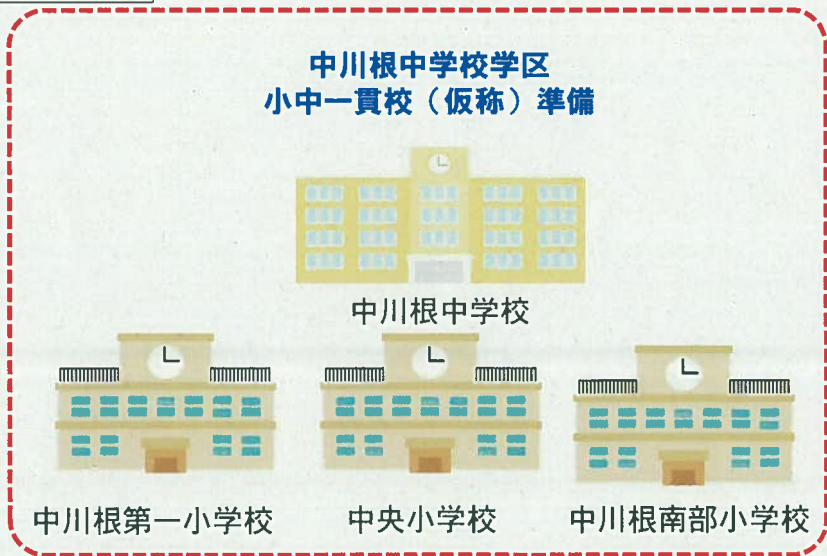 中川根中学校学区
小中一貫校（仮称）準備
中川根中学校
中川根第一小学校
中央小学校
中川根南部小学校